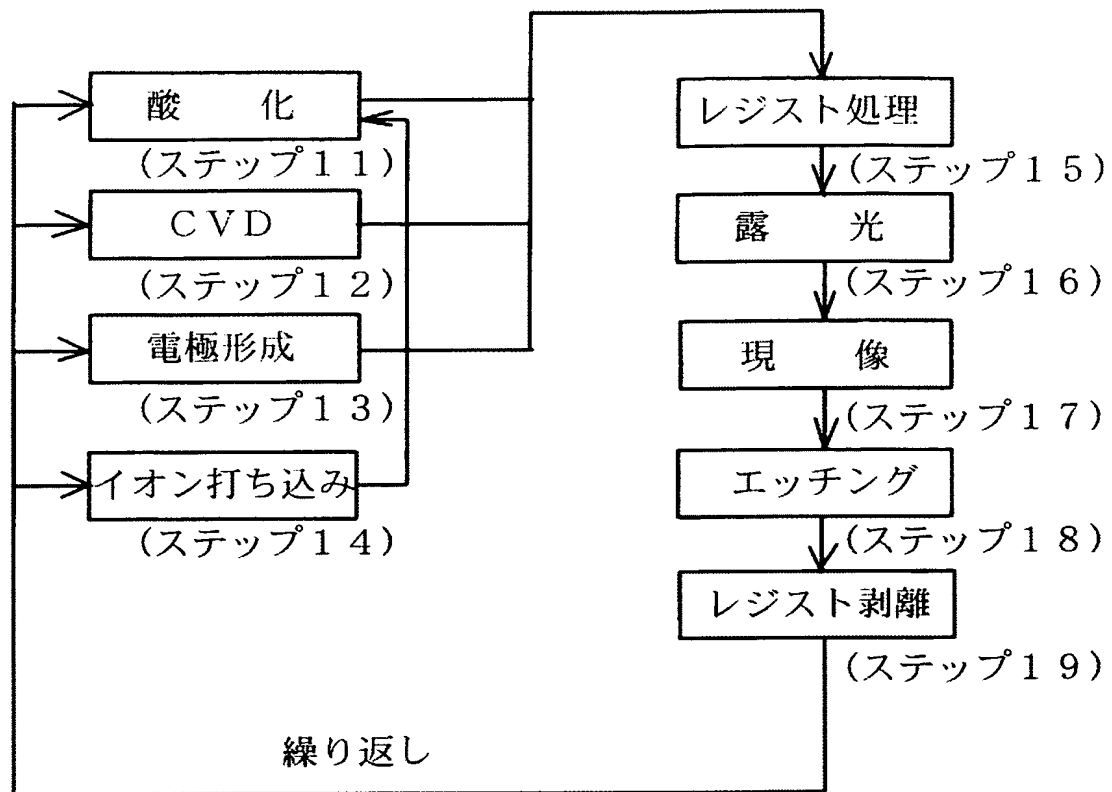 酸 化
(ステップ11)
CVD
(ステップ12)
電極形成
(ステップ13)
イオン打ち込み
(ステップ14)
レジスト処理
(ステップ15)
露 光
(ステップ16)
現 像
(ステップ17)
エッチング
(ステップ18)
レジスト剥離
(ステップ19)
繰り返し